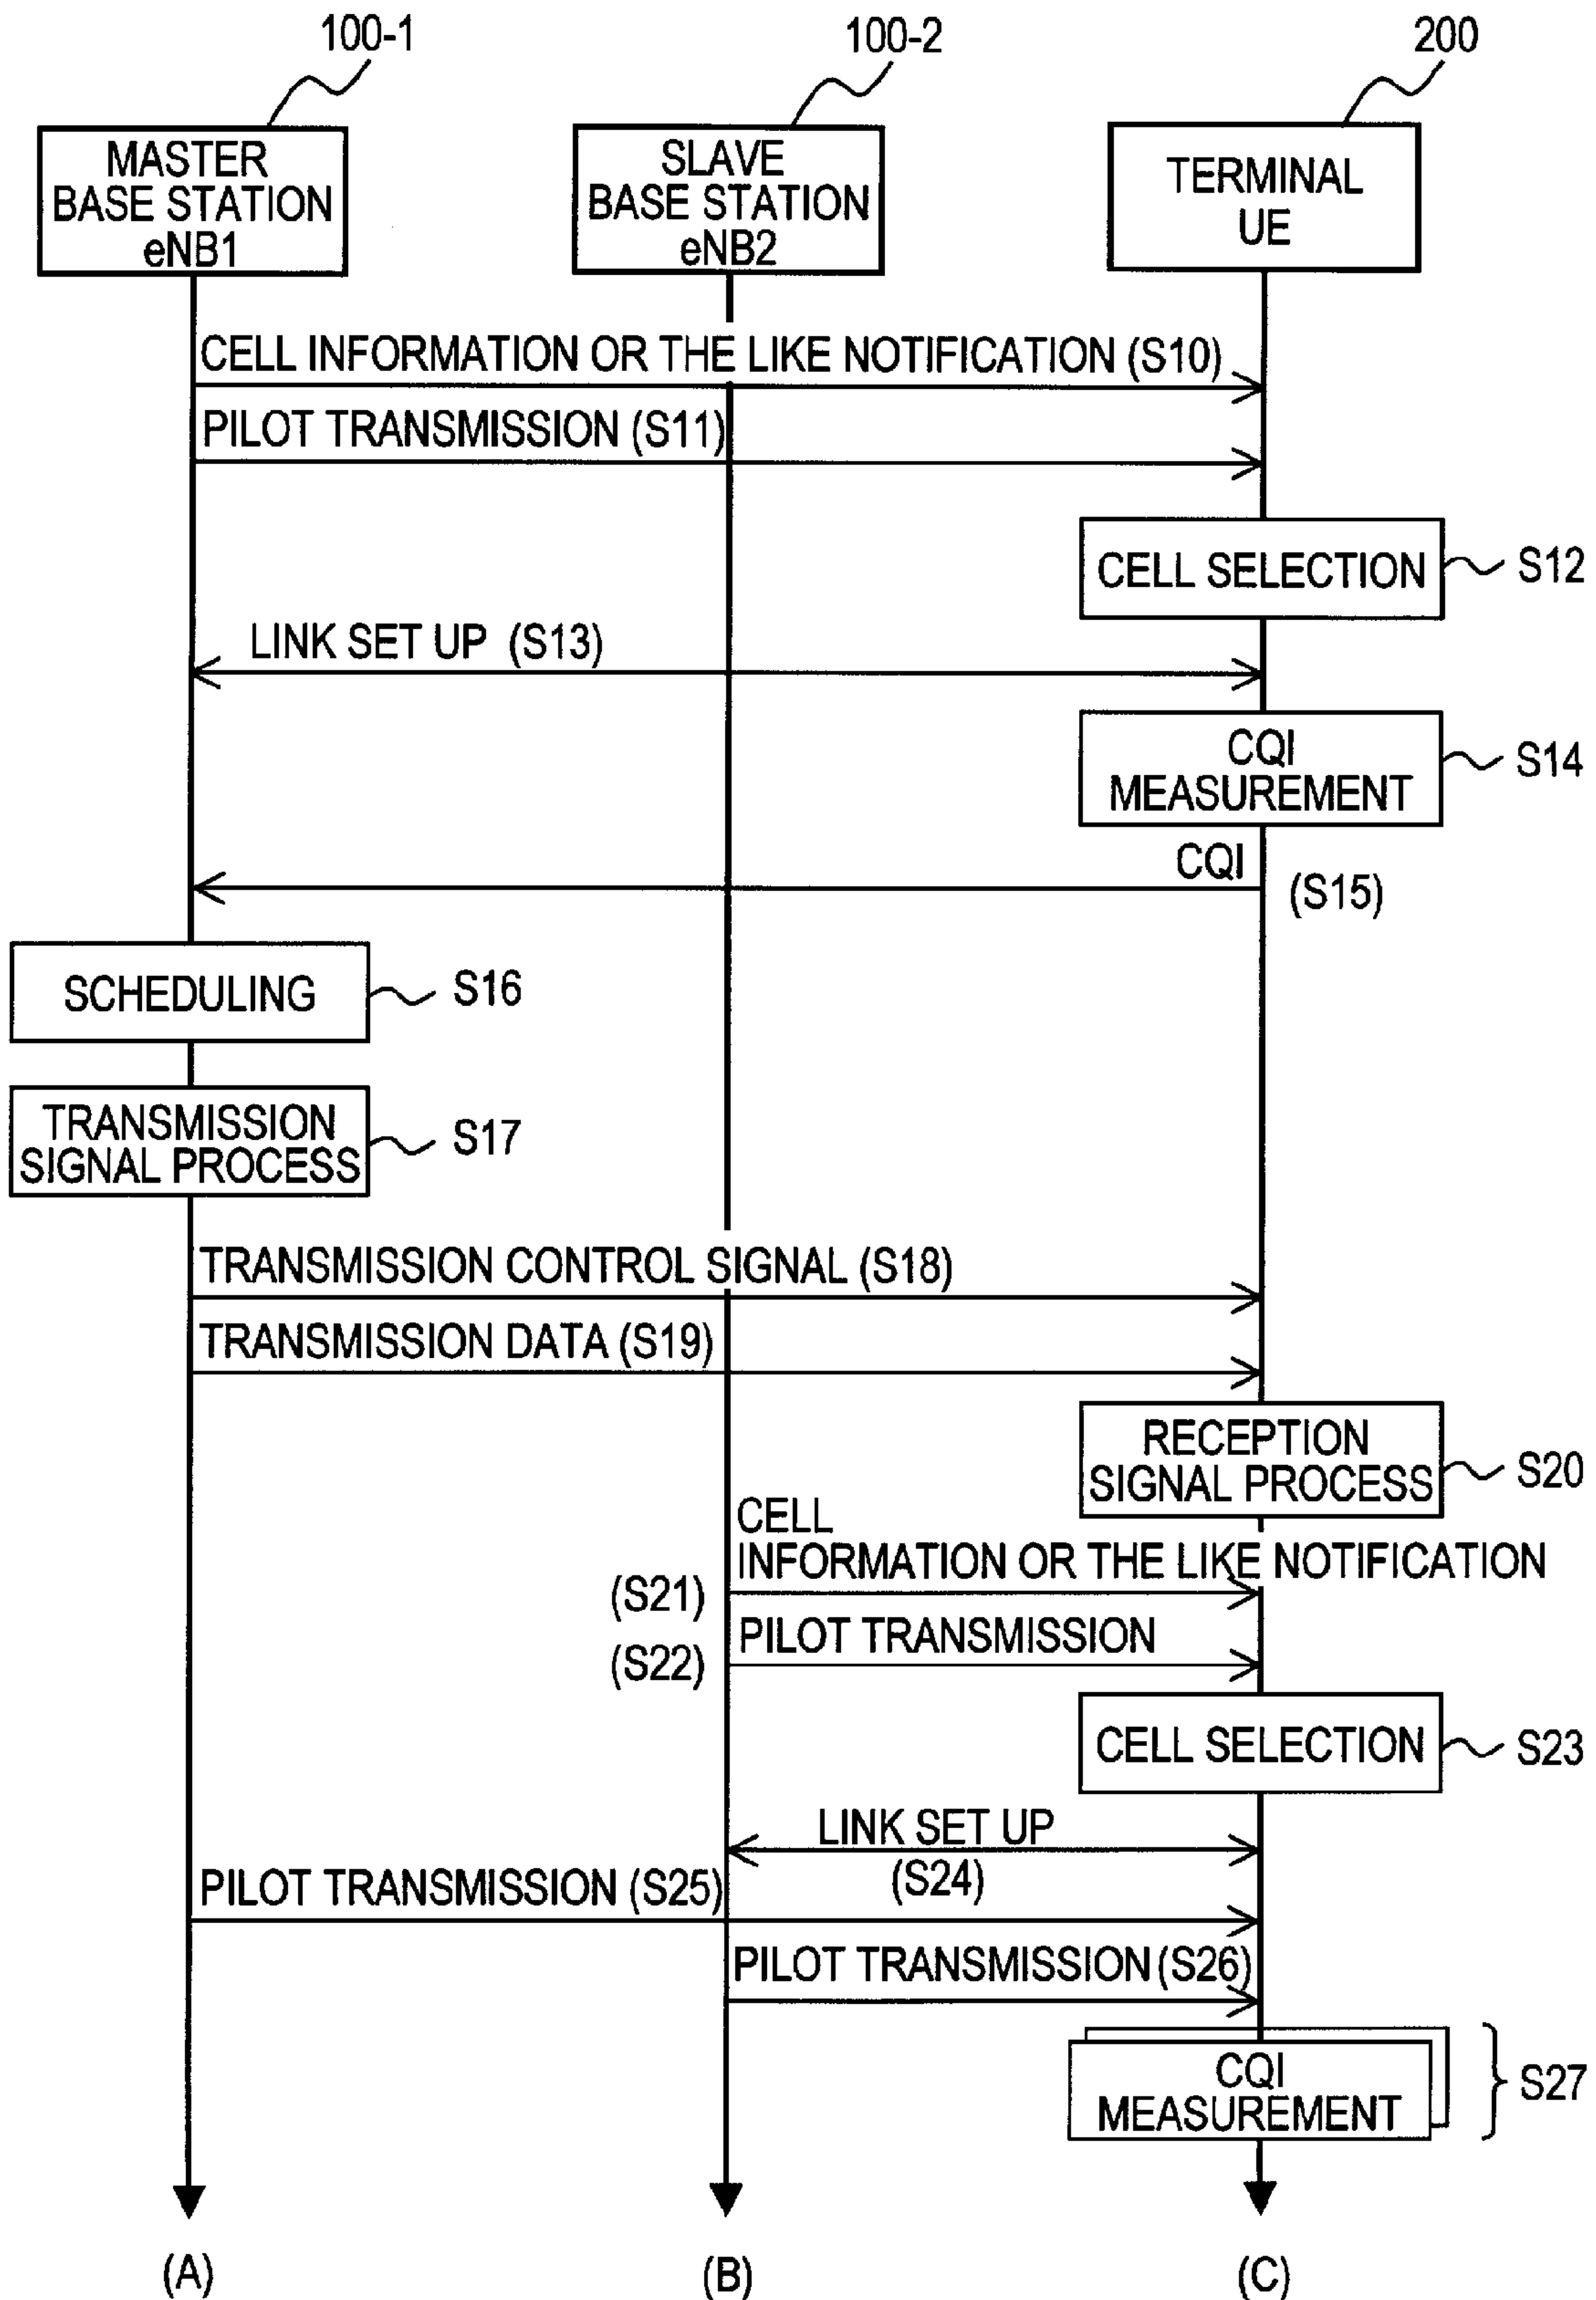 100-1
100-2
200
MASTER
BASE STATION
eNB1
SLAVE
BASE STATION
eNB2
TERMINAL
UE
CELL INFORMATION OR THE LIKE NOTIFICATION (S10)
PILOT TRANSMISSION (S11)
CELL SELECTION
S12
LINK SET UP (S13)
CQI
MEASUREMENT
S14
CQI
(S15)
SCHEDULING
S16
TRANSMISSION
SIGNAL PROCESS
S17
TRANSMISSION CONTROL SIGNAL (S18)
TRANSMISSION DATA (S19)
RECEPTION
SIGNAL PROCESS
S20
CELL
INFORMATION OR THE LIKE NOTIFICATION
(S21)
PILOT TRANSMISSION
(S22)
CELL SELECTION
S23
LINK SET UP
(S24)
PILOT TRANSMISSION (S25)
PILOT TRANSMISSION (S26)
CQI
MEASUREMENT
S27
(A)
(B)
(C)